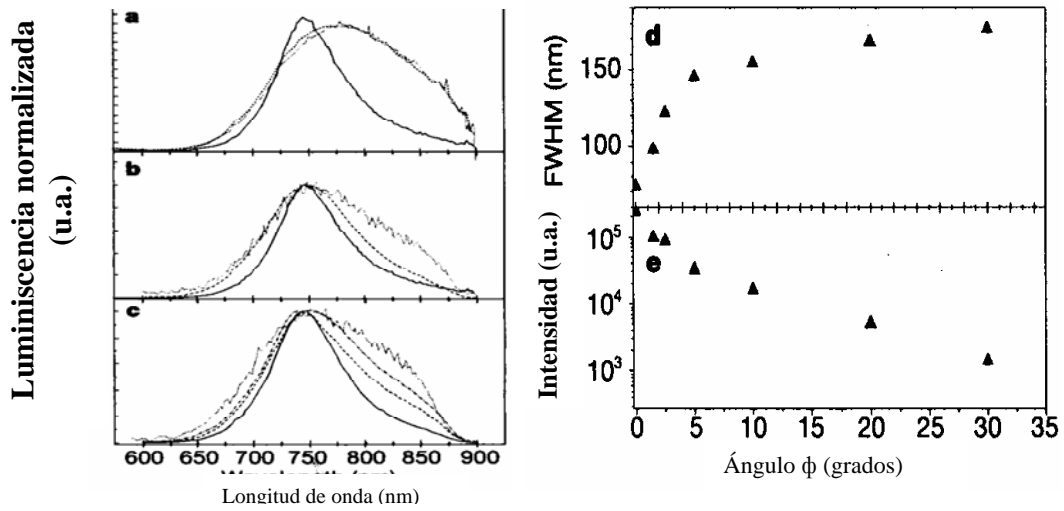 Luminiscencia normalizada
(u.a.)
a
b
c
600 650 700 750 800 850 900
Longitud de onda (nm)
d
FWHM (nm)
150
100
e
Intensidad (u.a.)
10⁵
10⁴
10³
0 5 10 15 20 25 30 35
Ángulo ϕ (grados)